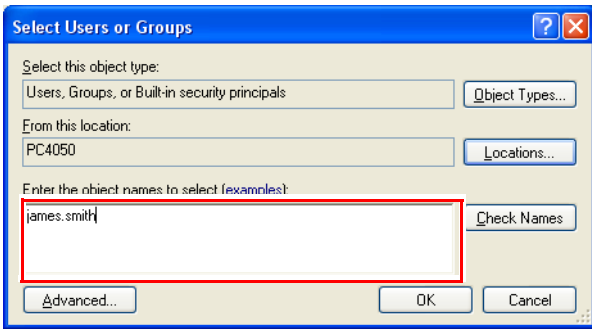 Select Users or Groups
Select this object type:
Users, Groups, or Built-in security principals
Object Types...
From this location:
PC4050
Locations...
Enter the object names to select (examples):
james.smith
Check Names
Advanced...
OK
Cancel